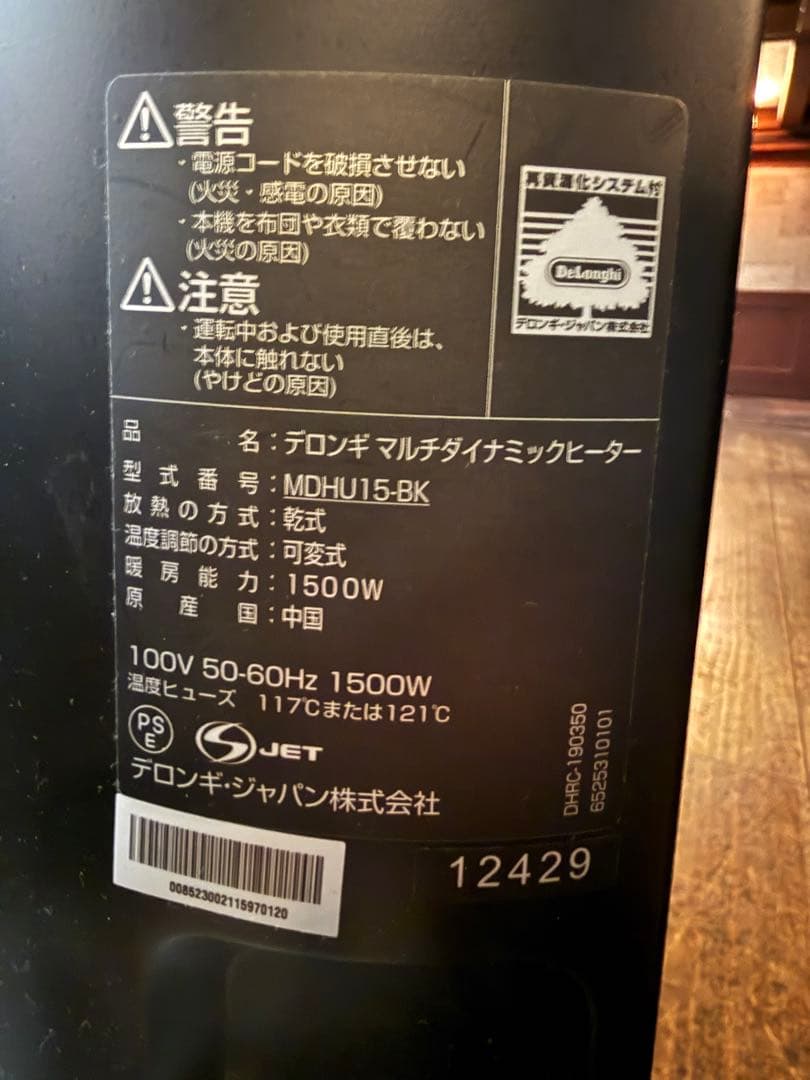 警告
・電源コードを破損させない
(火災・感電の原因)
・本機を布団や衣類で覆わない
(火災の原因)
注意
・運転中および使用直後は、
本体に触れない
(やけどの原因)
再資源化システム付
DeLonghi
デロンギ・ジャパン株式会社
品名：デロンギ マルチダイナミックヒーター
型式番号：MDHU15-BK
放熱の方式：乾式
温度調節の方式：可変式
暖房能力：1500W
原産国：中国
100V 50-60Hz 1500W
温度ヒューズ 117℃または121℃
PS
E
S JET
デロンギ・ジャパン株式会社
DHRC-190350
6525310101
008523002115970120
12429